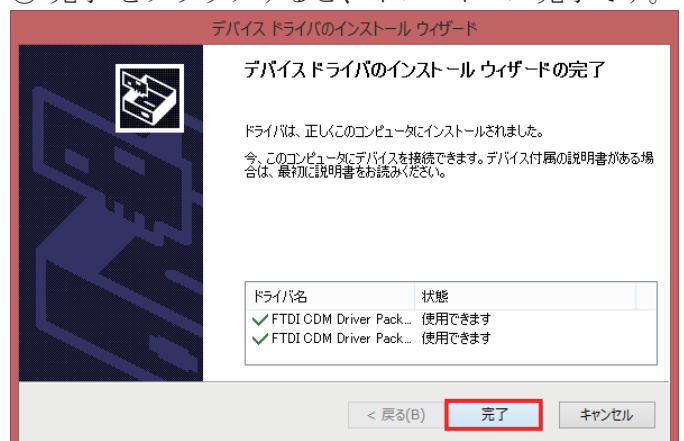 デバイス ドライバのインストール ウィザード
デバイス ドライバのインストール ウィザードの完了
ドライバは、正しくこのコンピュータにインストールされました。
今、このコンピュータにデバイスを接続できます。デバイス付属の説明書がある場
合は、最初に説明書をお読みください。
ドライバ名 状態
FTDI CDM Driver Pack... 使用できます
FTDI CDM Driver Pack... 使用できます
< 戻る(B) 完了 キャンセル